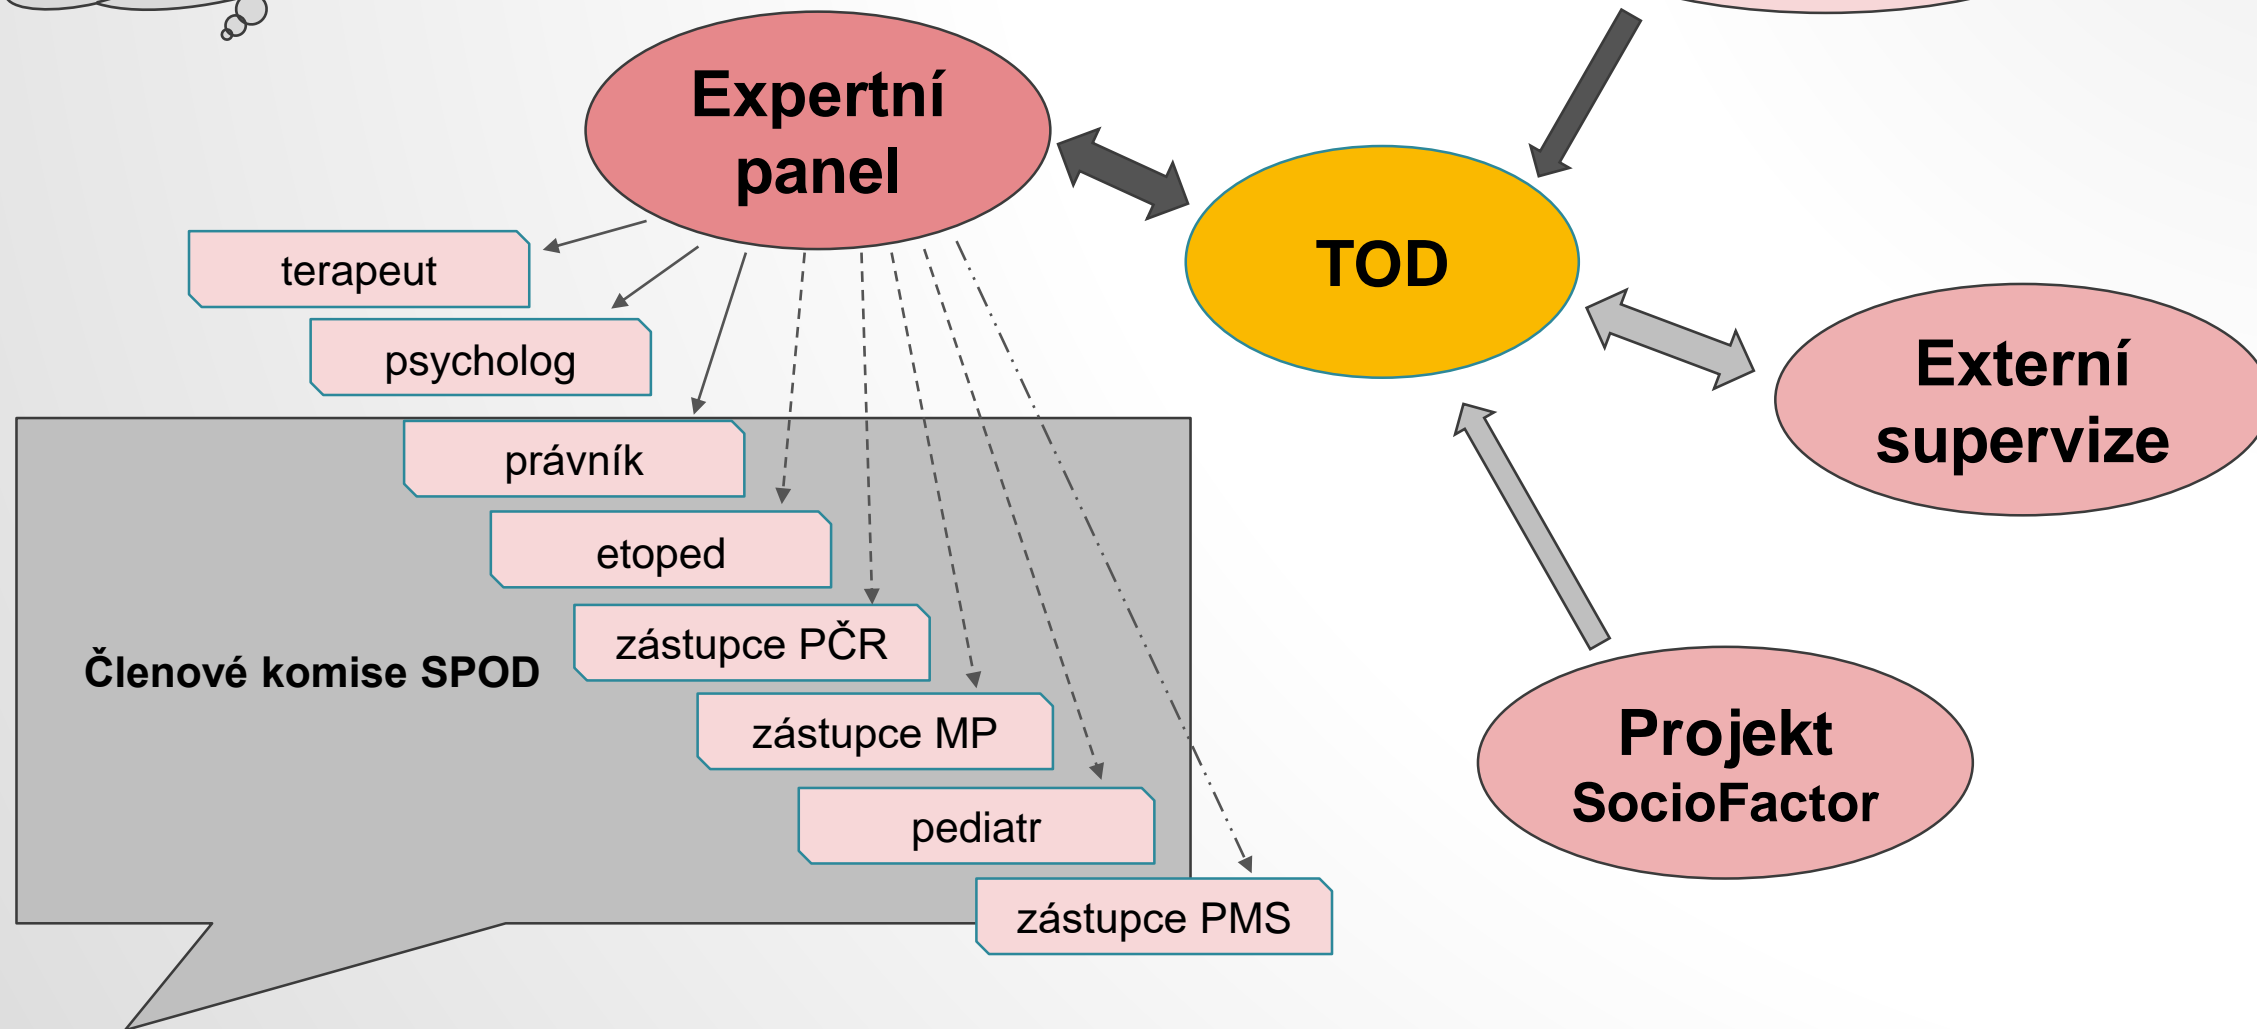 Expertní
panel
TOD
terapeut
psycholog
Externí
supervize
právník
etoped
zástupce PČR
Členové komise SPOD
zástupce MP
Projekt
SocioFactor
pediatr
zástupce PMS